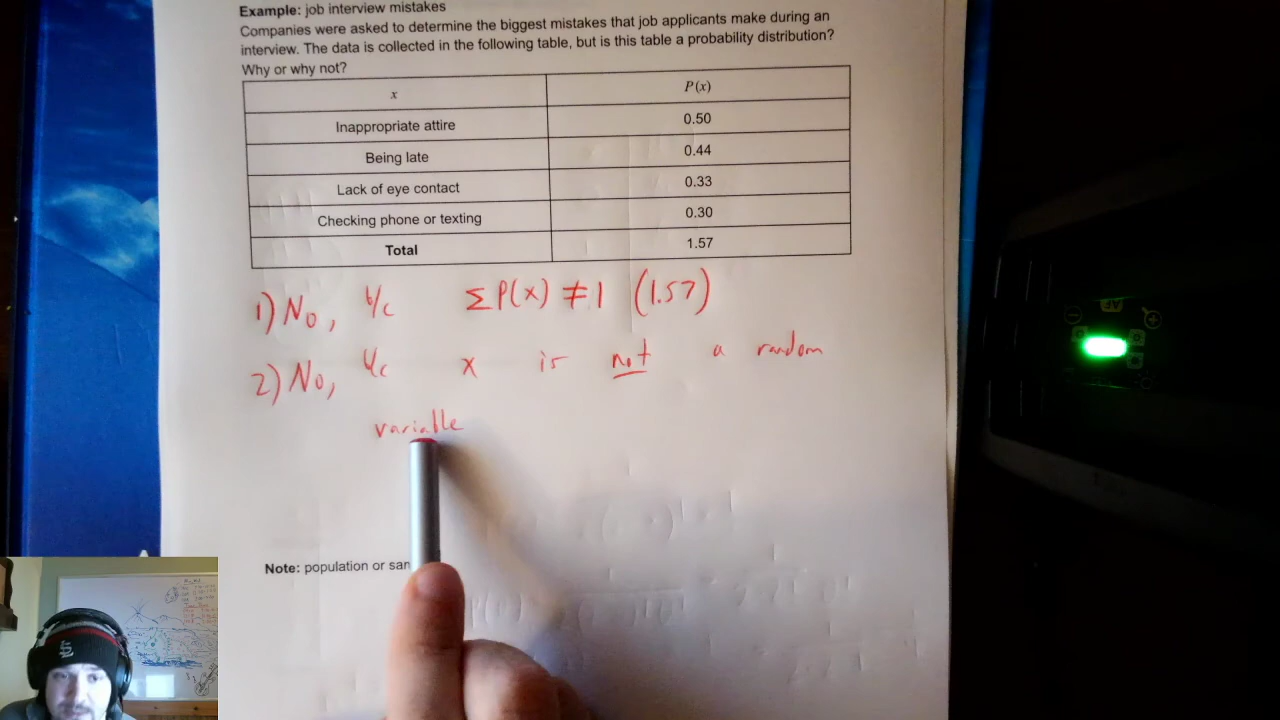 Example: job interview mistakes
Companies were asked to determine the biggest mistakes that job applicants make during an
interview. The data is collected in the following table, but is this table a probability distribution?
Why or why not?
x P(x)
Inappropriate attire 0.50
Being late 0.44
Lack of eye contact 0.33
Checking phone or texting 0.30
Total 1.57
1) No, b/c ΣP(x) ≠ 1 (1.57)
2) No, b/c x is not a random
variable
Note: population or sam